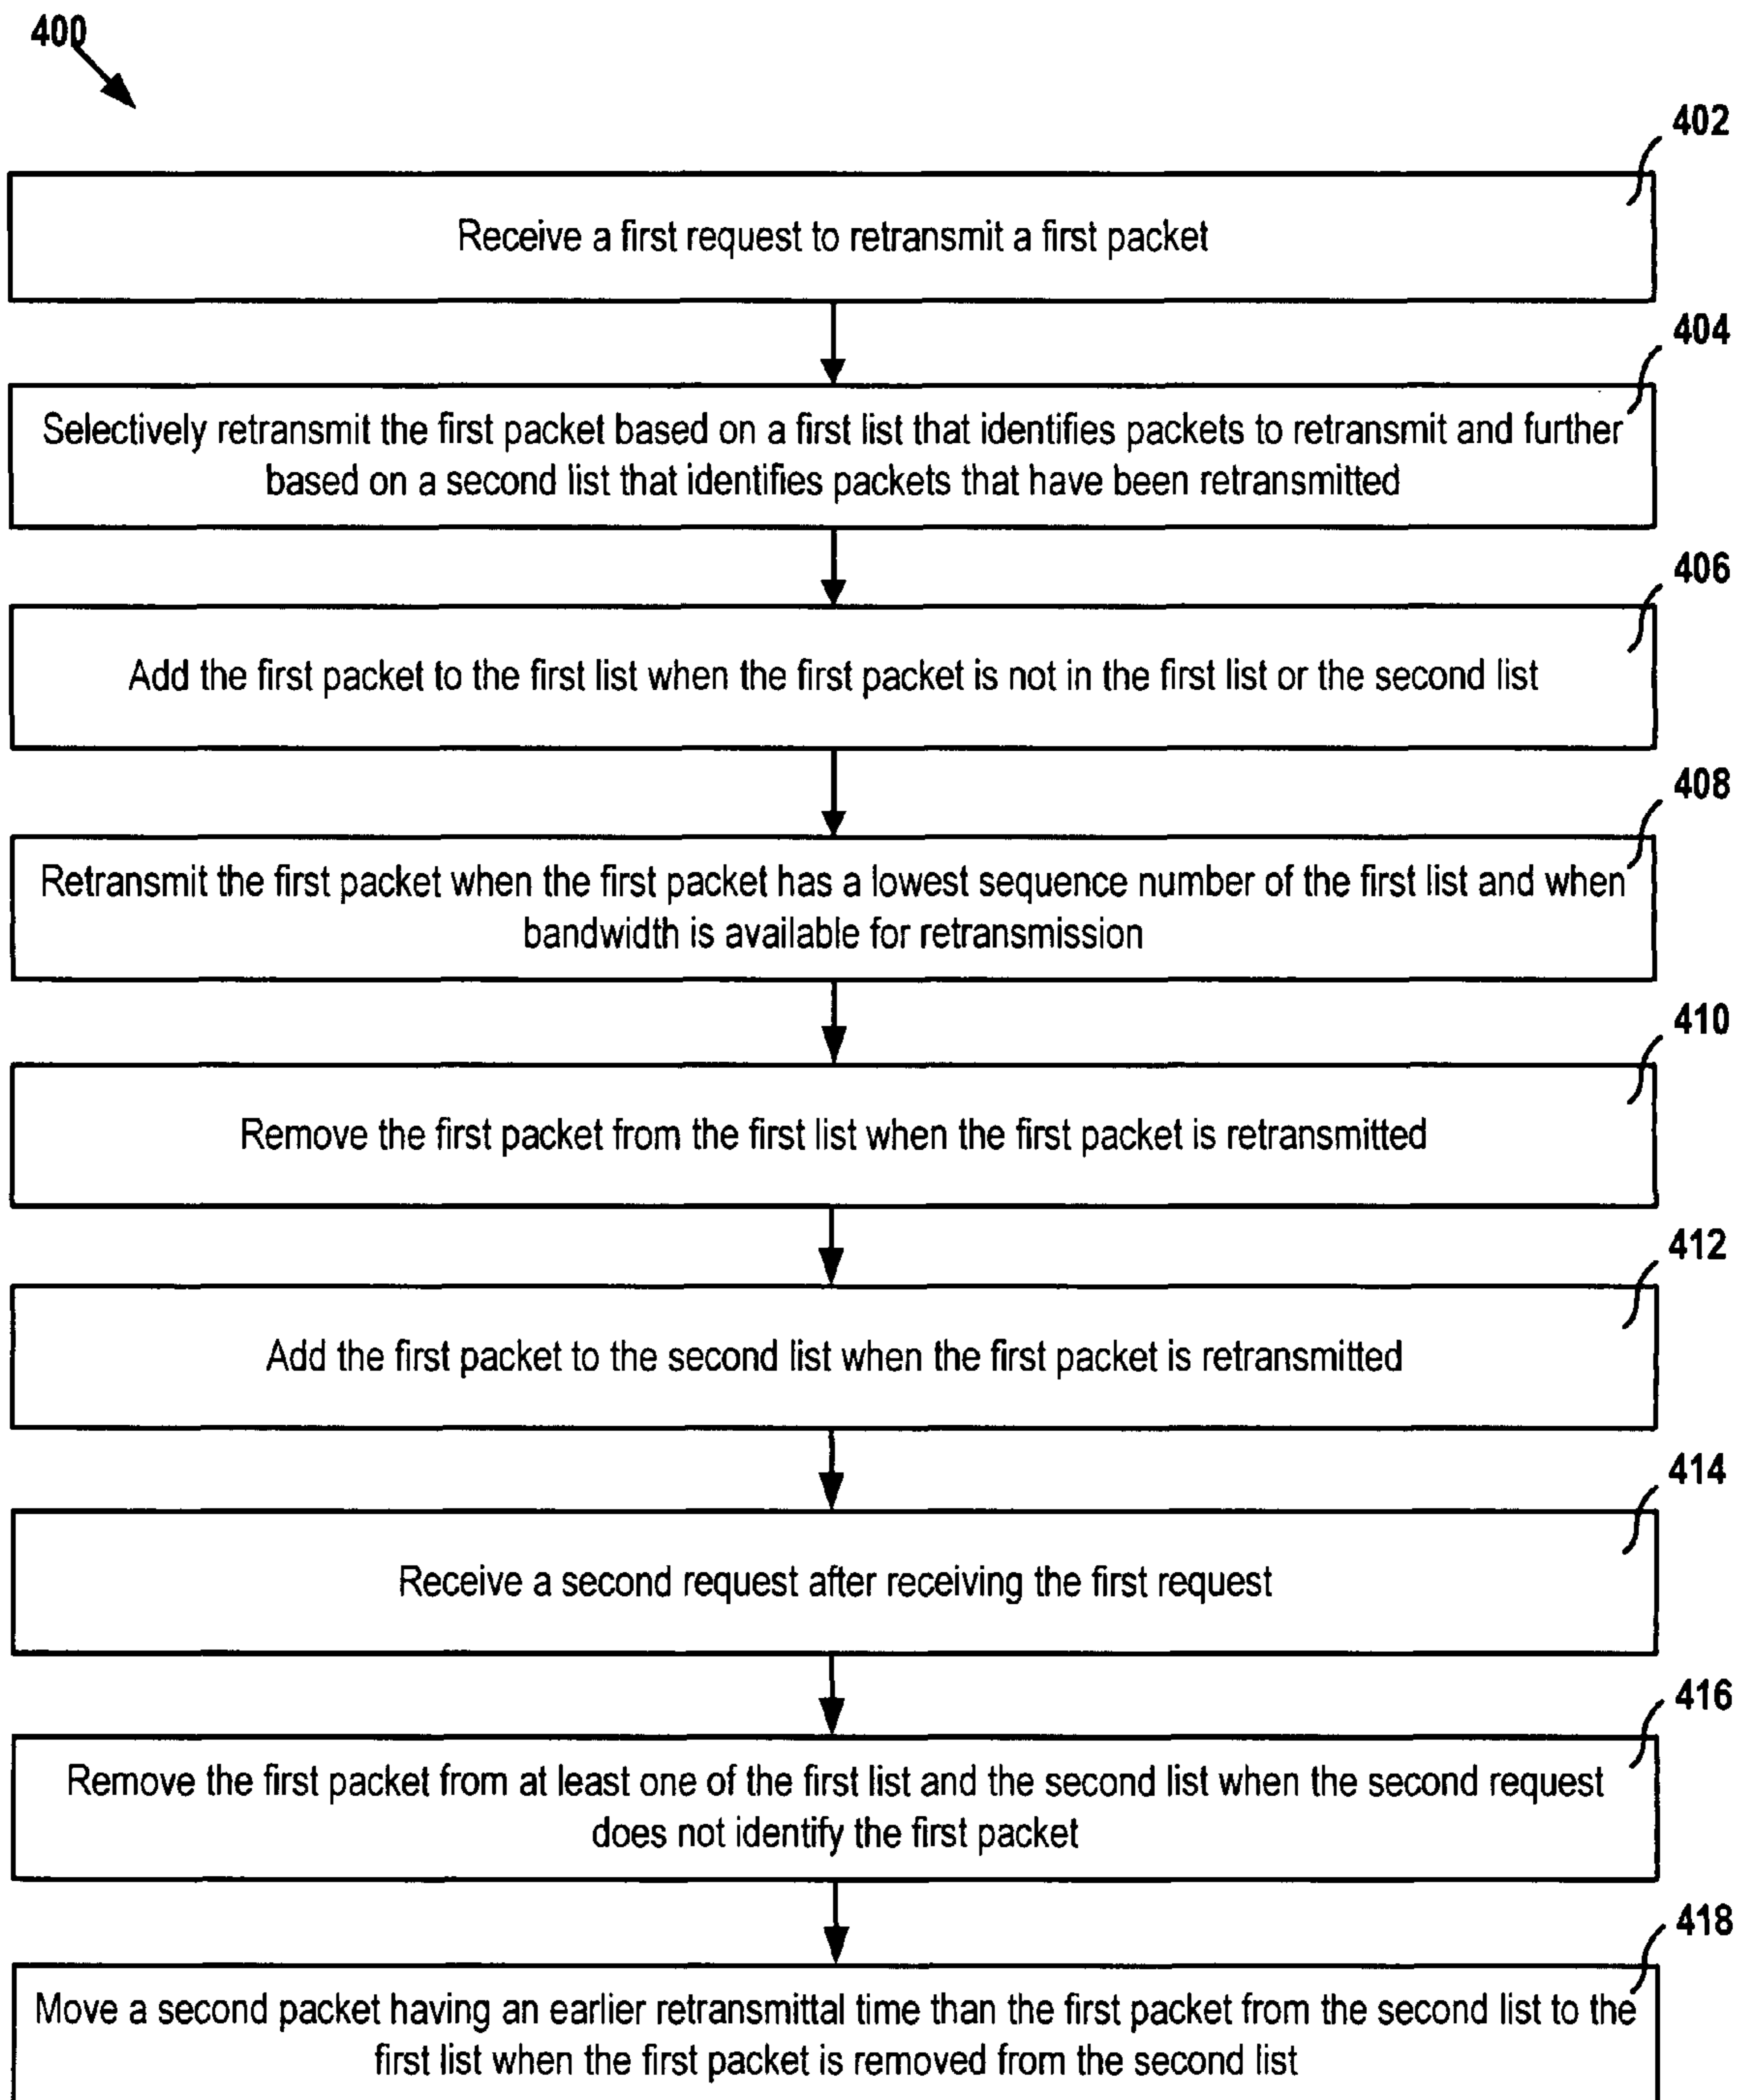 400
402
Receive a first request to retransmit a first packet
404
Selectively retransmit the first packet based on a first list that identifies packets to retransmit and further
based on a second list that identifies packets that have been retransmitted
406
Add the first packet to the first list when the first packet is not in the first list or the second list
408
Retransmit the first packet when the first packet has a lowest sequence number of the first list and when
bandwidth is available for retransmission
410
Remove the first packet from the first list when the first packet is retransmitted
412
Add the first packet to the second list when the first packet is retransmitted
414
Receive a second request after receiving the first request
416
Remove the first packet from at least one of the first list and the second list when the second request
does not identify the first packet
418
Move a second packet having an earlier retransmittal time than the first packet from the second list to the
first list when the first packet is removed from the second list